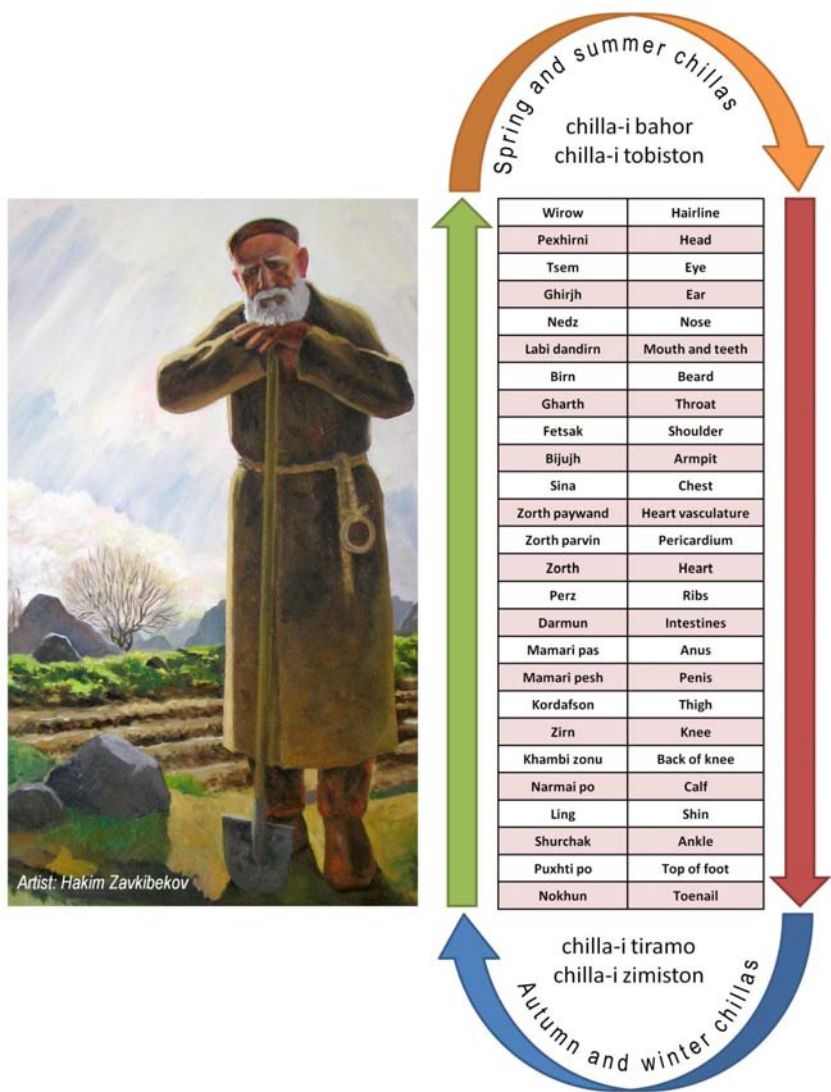 Spring and summer chillas
chilla-i bahor
chilla-i tobiston
Wirow Hairline
Pexhirni Head
Tsem Eye
Ghirjh Ear
Nedz Nose
Labi dandirn Mouth and teeth
Birn Beard
Gharth Throat
Fetsak Shoulder
Bijujh Armpit
Sina Chest
Zorth paywand Heart vasculature
Zorth parvin Pericardium
Zorth Heart
Perz Ribs
Darmun Intestines
Mamari pas Anus
Mamari pesh Penis
Kordafson Thigh
Zirn Knee
Khambi zonu Back of knee
Narmai po Calf
Ling Shin
Shurchak Ankle
Puxhti po Top of foot
Nokhun Toenail
Artist: Hakim Zavkibekov
chilla-i tiramo
chilla-i zimiston
Autumn and winter chillas